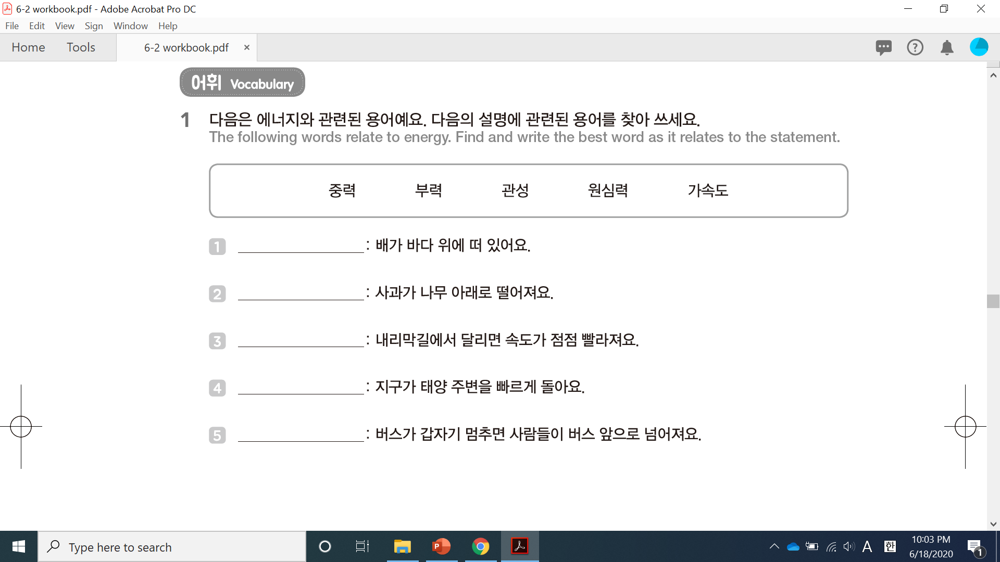 6-2 workbook.pdf - Adobe Acrobat Pro DC
File Edit View Sign Window Help
Home Tools 6-2 workbook.pdf ×
어휘 Vocabulary
1 다음은 에너지와 관련된 용어예요. 다음의 설명에 관련된 용어를 찾아 쓰세요.
The following words relate to energy. Find and write the best word as it relates to the statement.
중력 부력 관성 원심력 가속도
1 ____________ : 배가 바다 위에 떠 있어요.
2 ____________ : 사과가 나무 아래로 떨어져요.
3 ____________ : 내리막길에서 달리면 속도가 점점 빨라져요.
4 ____________ : 지구가 태양 주변을 빠르게 돌아요.
5 ____________ : 버스가 갑자기 멈추면 사람들이 버스 앞으로 넘어져요.
Type here to search
P
A 한 10:03 PM
6/18/2020
1